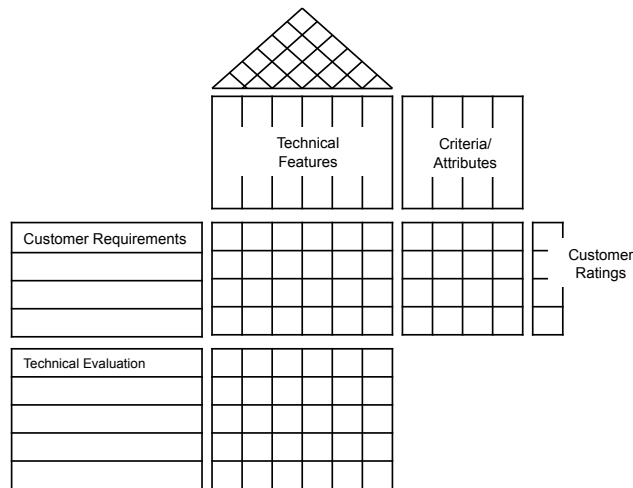 Technical
Features
Criteria/
Attributes
Customer Requirements
Customer
Ratings
Technical Evaluation